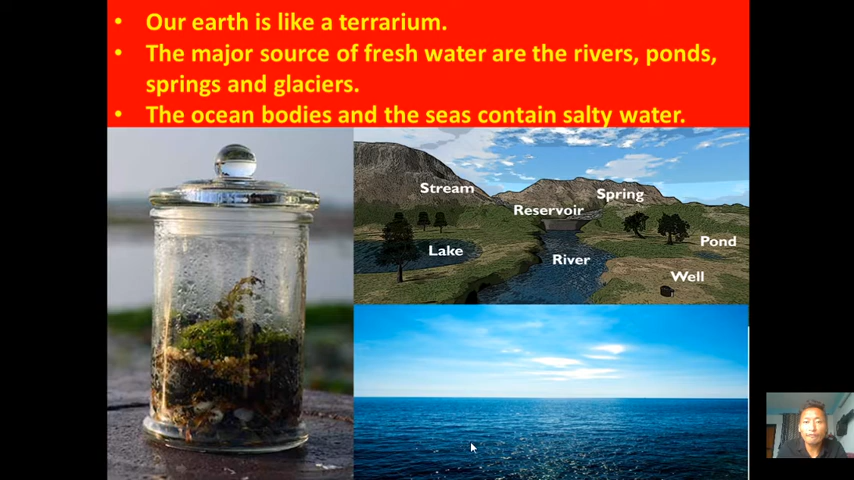 • Our earth is like a terrarium.
• The major source of fresh water are the rivers, ponds,
springs and glaciers.
• The ocean bodies and the seas contain salty water.
Stream
Spring
Reservoir
Pond
Lake
River
Well